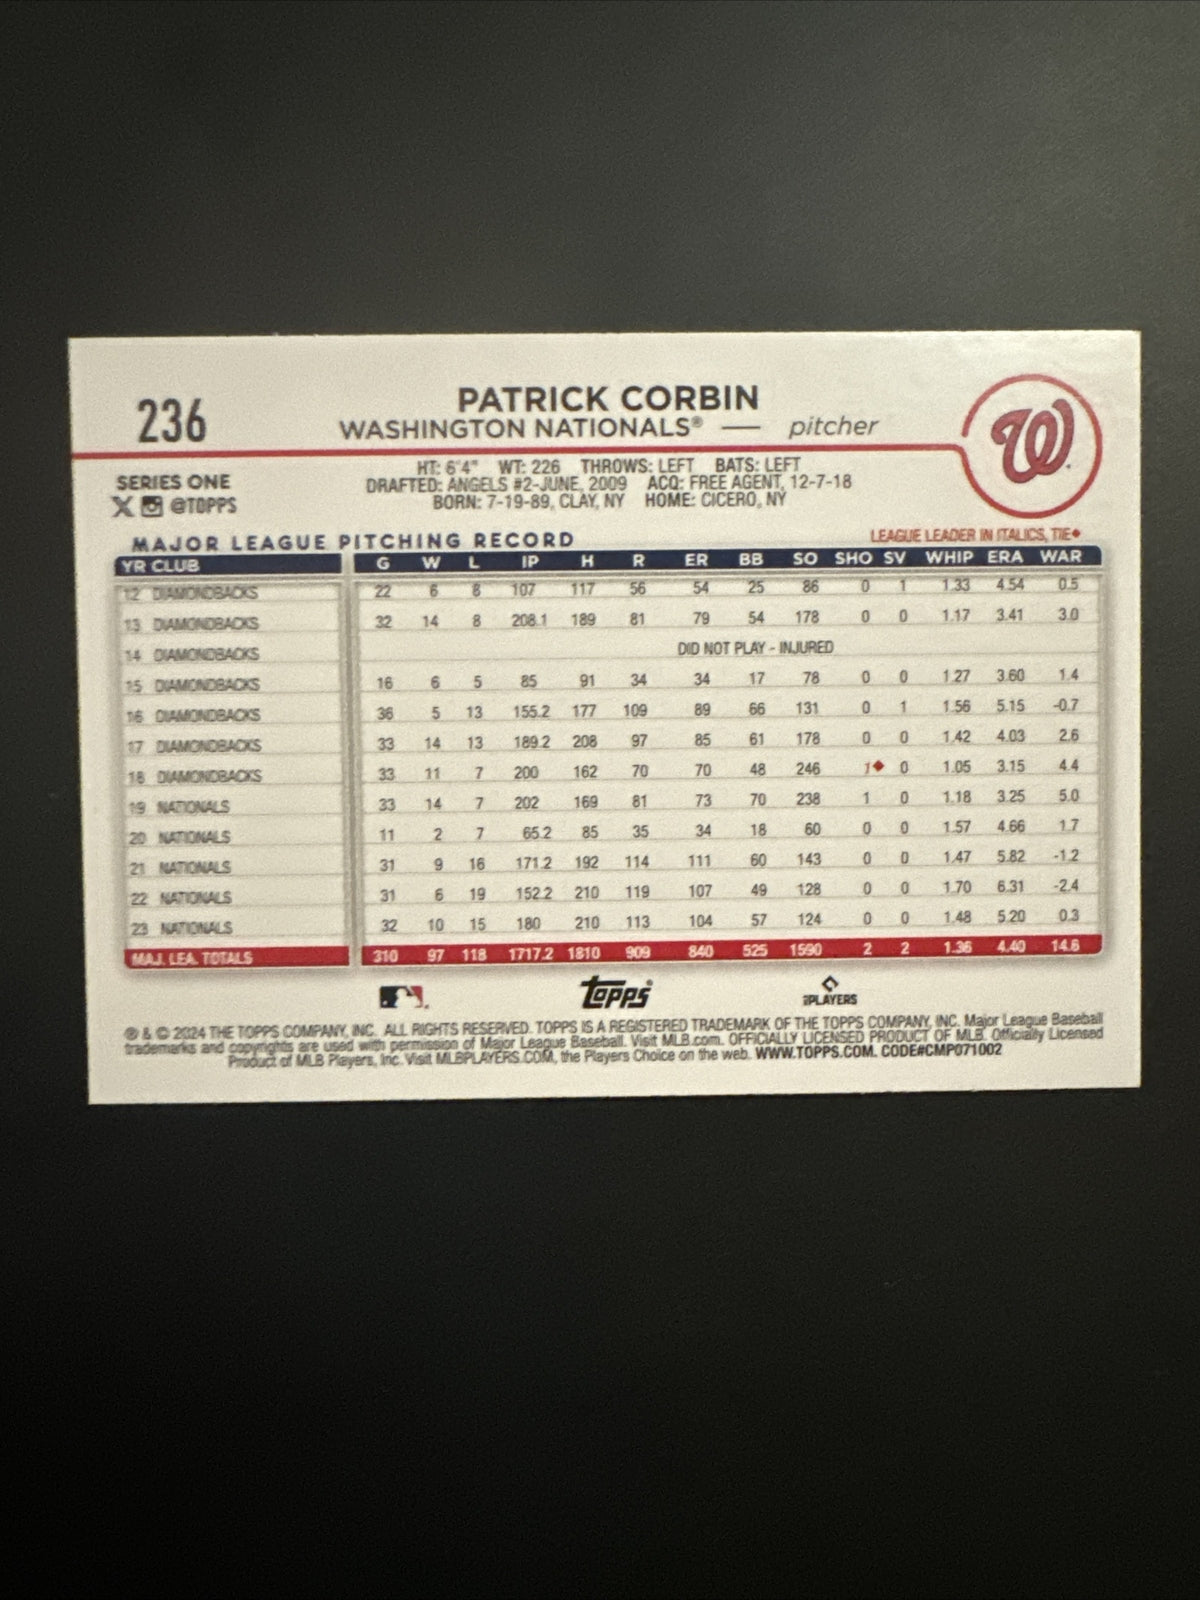 236
PATRICK CORBIN
WASHINGTON NATIONALS® — pitcher
W
SERIES ONE
X @TOPPS
HT: 6'4" WT: 226 THROWS: LEFT BATS: LEFT
DRAFTED: ANGELS #2-JUNE, 2009 ACQ: FREE AGENT, 12-7-18
BORN: 7-19-89, CLAY, NY HOME: CICERO, NY
MAJOR LEAGUE PITCHING RECORD
LEAGUE LEADER IN ITALICS, TIE♦
YR CLUB G W L IP H R ER BB SO SHO SV WHIP ERA WAR
12 DIAMONDBACKS 22 6 8 107 117 56 54 25 86 0 1 1.33 4.54 0.5
13 DIAMONDBACKS 32 14 8 208.1 189 81 79 54 178 0 0 1.17 3.41 3.0
14 DIAMONDBACKS DID NOT PLAY - INJURED
15 DIAMONDBACKS 16 6 5 85 91 34 34 17 78 0 0 1.27 3.60 1.4
16 DIAMONDBACKS 36 5 13 155.2 177 109 89 66 131 0 1 1.56 5.15 -0.7
17 DIAMONDBACKS 33 14 13 189.2 208 97 85 61 178 0 0 1.42 4.03 2.6
18 DIAMONDBACKS 33 11 7 200 162 70 70 48 246 1♦ 0 1.05 3.15 4.4
19 NATIONALS 33 14 7 202 169 81 73 70 238 1 0 1.18 3.25 5.0
20 NATIONALS 11 2 7 65.2 85 35 34 18 60 0 0 1.57 4.66 1.7
21 NATIONALS 31 9 16 171.2 192 114 111 60 143 0 0 1.47 5.82 -1.2
22 NATIONALS 31 6 19 152.2 210 119 107 49 128 0 0 1.70 6.31 -2.4
23 NATIONALS 32 10 15 180 210 113 104 57 124 0 0 1.48 5.20 0.3
MAJ. LEA. TOTALS 310 97 118 1717.2 1810 909 840 525 1590 2 2 1.36 4.40 14.6
Topps
PLAYERS
® & © 2024 THE TOPPS COMPANY, INC. ALL RIGHTS RESERVED. TOPPS IS A REGISTERED TRADEMARK OF THE TOPPS COMPANY, INC. Major League Baseball
trademarks and copyrights are used with permission of Major League Baseball. Visit MLB.com. OFFICIALLY LICENSED PRODUCT OF MLB. Officially Licensed
Product of MLB Players, Inc. Visit MLBPLAYERS.COM, the Players Choice on the web. WWW.TOPPS.COM. CODE#CMP071002